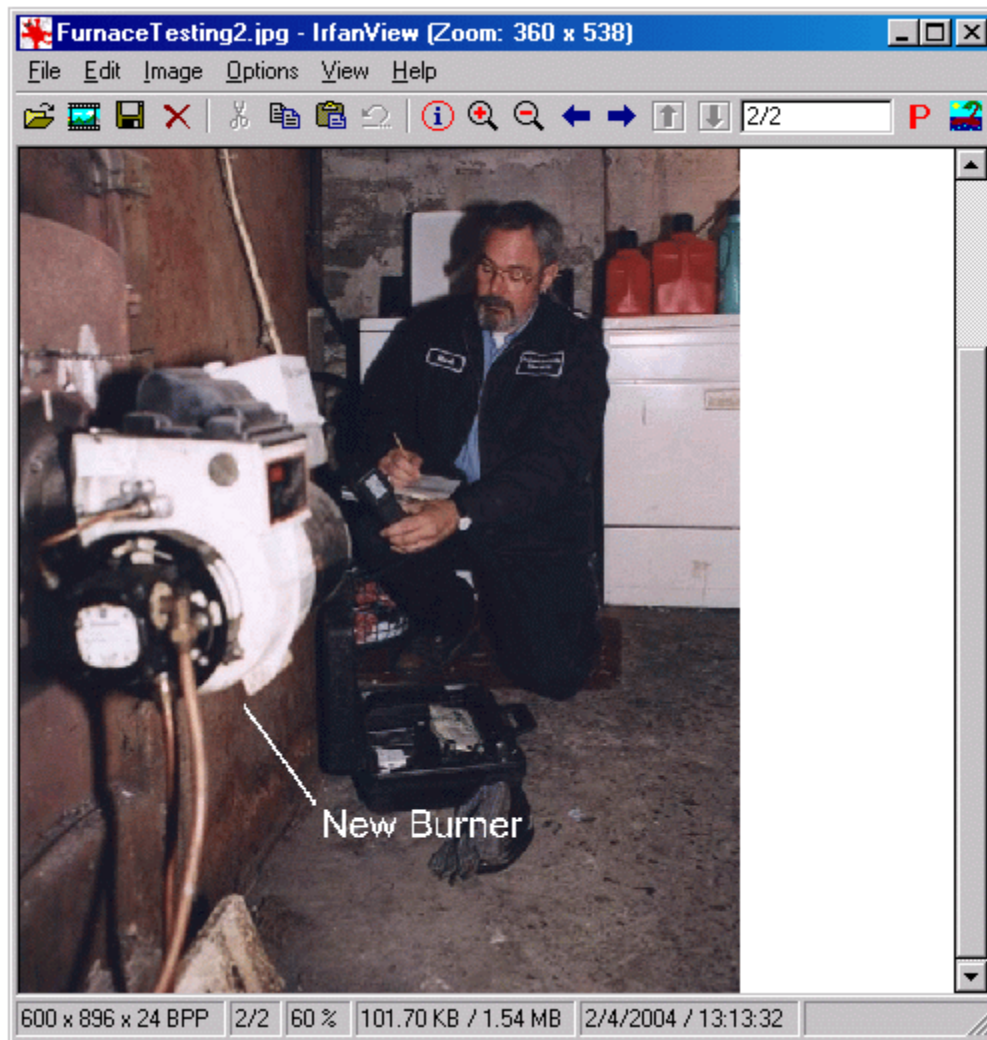 FurnaceTesting2.jpg - IrfanView (Zoom: 360 x 538)
File Edit Image Options View Help
2/2 P
New Burner
600 x 896 x 24 BPP 2/2 60 % 101.70 KB / 1.54 MB 2/4/2004 / 13:13:32